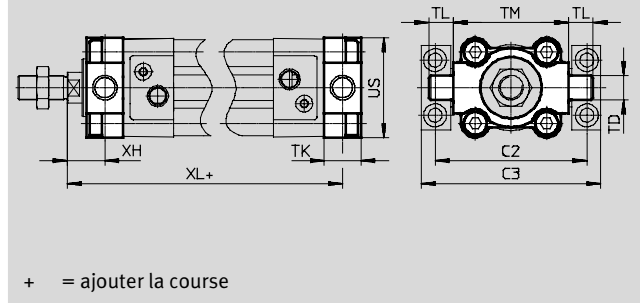 TL TM TL
US
TD
XH TK C2
XL+ C3
+ = ajouter la course